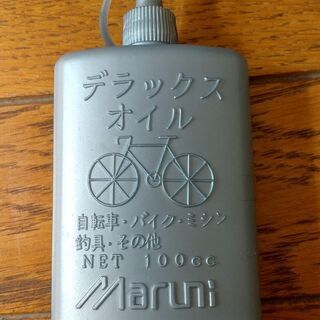 デラックス
オイル
自転車・バイク・ミシン
釣具・その他
NET 100cc
Maruni